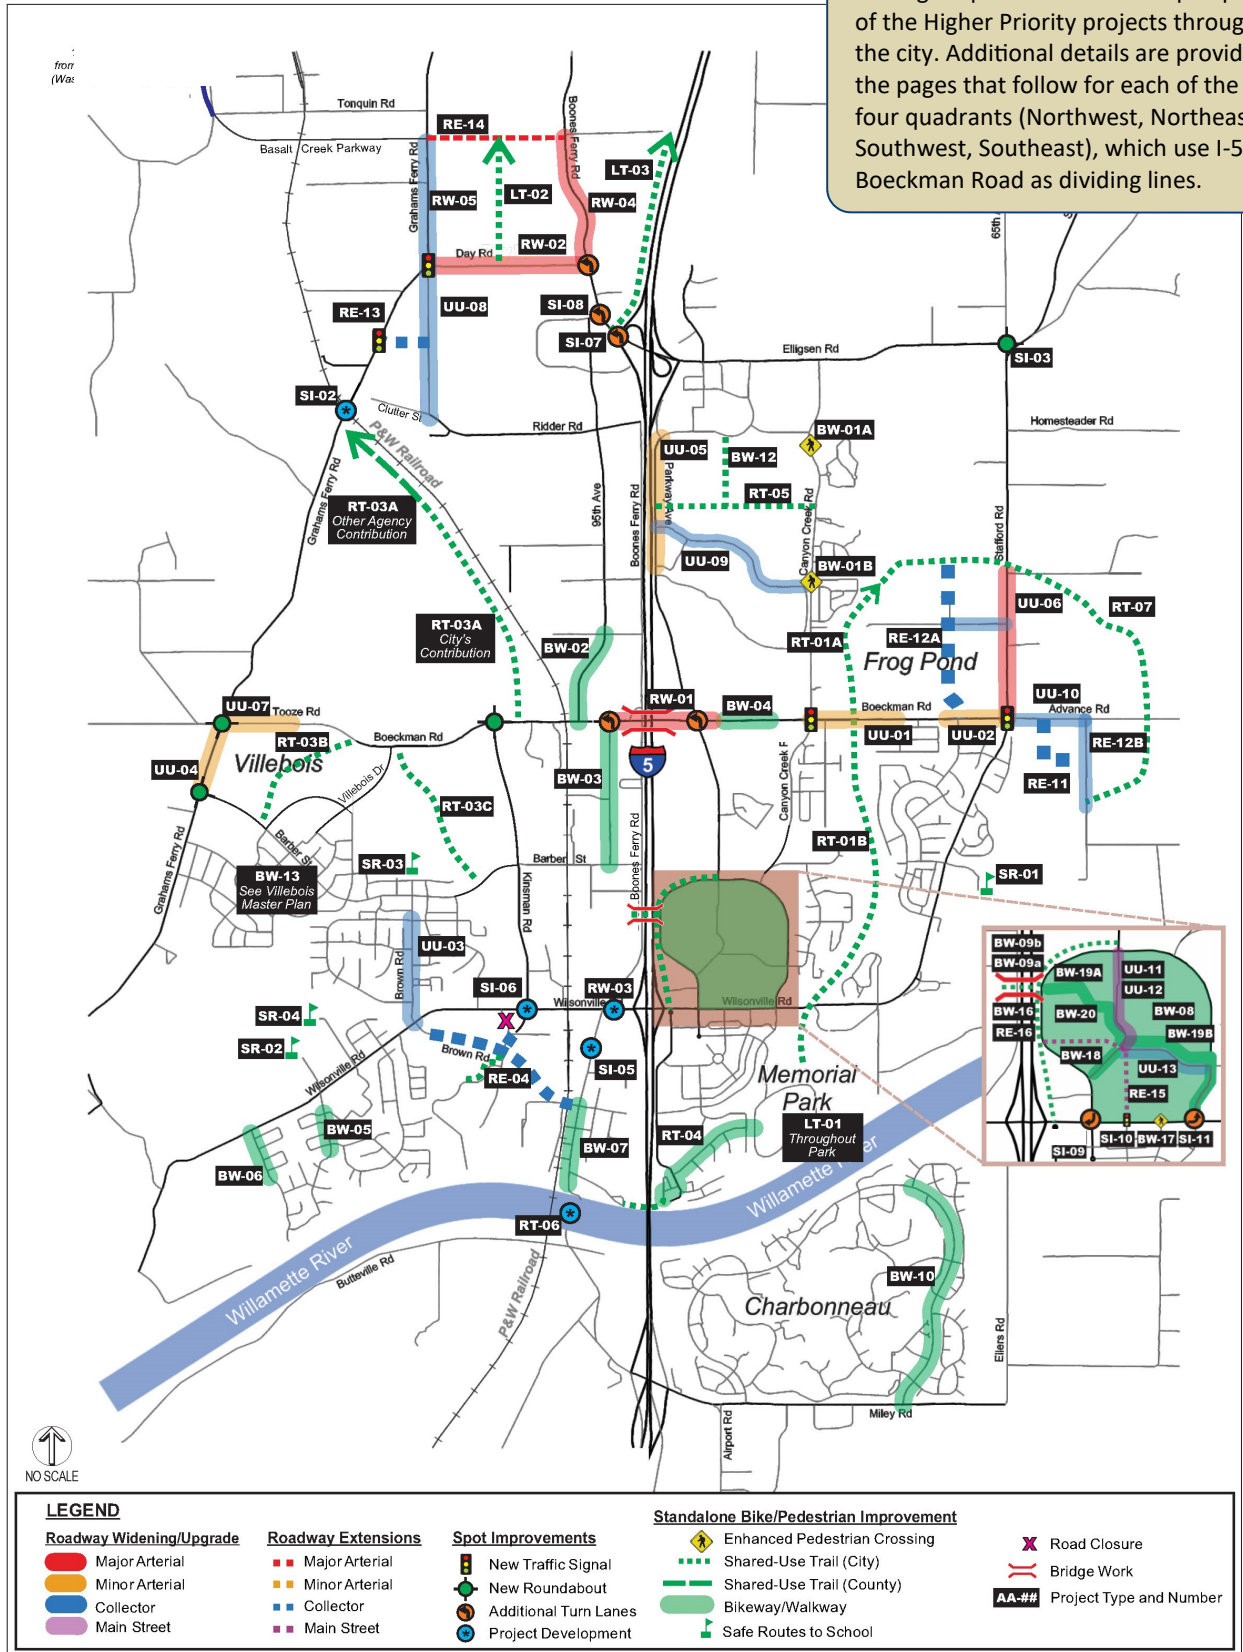 of the Higher Priority projects throug
the city. Additional details are provid
the pages that follow for each of the
four quadrants (Northwest, Northeas
Southwest, Southeast), which use I-5
Boeckman Road as dividing lines.
from
(Was
Tonquin Rd
RE-14
Boones Ferry Rd
Basalt Creek Parkway
Grahams Ferry Rd
LT-03
RW-05
LT-02
RW-04
65th
RW-02
Day Rd
UU-08
SI-08
RE-13
SI-07
Elligsen Rd
SI-03
SI-02
Clutter St
Ridder Rd
Homesteader Rd
P&W Railroad
BW-01A
UU-05
BW-12
Parkway Ave
RT-05
Grahams Ferry Rd
RT-03A
Other Agency
Contribution
95th Ave
Boones Ferry Rd
Canyon Creek Rd
Stafford Rd
UU-09
BW-01B
UU-06
RT-07
RT-03A
City's
Contribution
BW-02
RT-01A
RE-12A
Frog Pond
RW-01
UU-07
Tooze Rd
BW-04
Boeckman Rd
UU-10
Advance Rd
RT-03B
Boeckman Rd
UU-01
UU-02
RE-12B
UU-04
Villebois
5
RE-11
BW-03
Villebois Dr
Canyon Creek F
RT-03C
RT-01B
Barber St
Boones Ferry Rd
SR-03
Barber St
Grahams Ferry Rd
BW-13
See Villebois
Master Plan
Kinsman Rd
SR-01
UU-03
Brown Rd
BW-09b
BW-09a
BW-19A
UU-11
UU-12
SI-06
RW-03
Wilsonville
Wilsonville Rd
BW-16
BW-20
BW-08
RE-16
BW-19B
SR-04
SR-02
Brown Rd
Wilsonville Rd
BW-18
UU-13
RE-04
SI-05
RE-15
Memorial
Park
LT-01
Throughout
Park
SI-10
BW-17
SI-11
SI-09
BW-05
BW-07
RT-04
BW-06
Willamette River
RT-06
Willamette River
Butteville Rd
P&W Railroad
BW-10
Charbonneau
Eilers Rd
Miley Rd
Airport Rd
NO SCALE
LEGEND
Roadway Widening/Upgrade
Major Arterial
Minor Arterial
Collector
Main Street
Roadway Extensions
Major Arterial
Minor Arterial
Collector
Main Street
Spot Improvements
New Traffic Signal
New Roundabout
Additional Turn Lanes
Project Development
Standalone Bike/Pedestrian Improvement
Enhanced Pedestrian Crossing
Shared-Use Trail (City)
Shared-Use Trail (County)
Bikeway/Walkway
Safe Routes to School
X Road Closure
Bridge Work
AA-## Project Type and Number